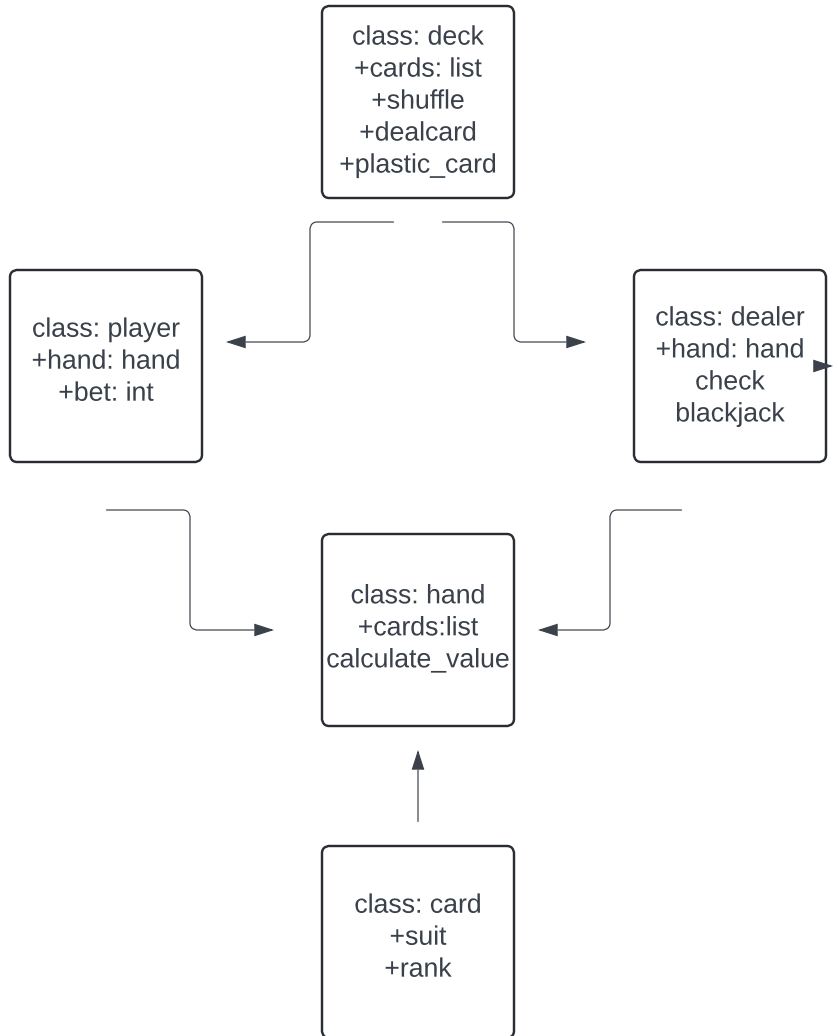 class: deck
+cards: list
+shuffle
+dealcard
+plastic_card
class: player
+hand: hand
+bet: int
class: dealer
+hand: hand
check
blackjack
class: hand
+cards:list
calculate_value
class: card
+suit
+rank